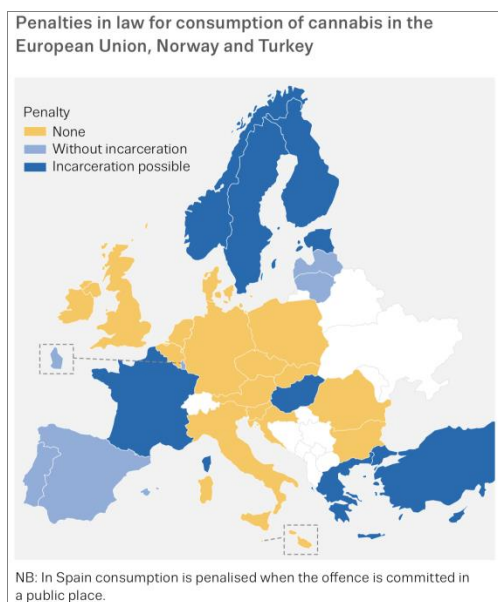 Penalties in law for consumption of cannabis in the
European Union, Norway and Turkey
Penalty
None
Without incarceration
Incarceration possible
NB: In Spain consumption is penalised when the offence is committed in
a public place.